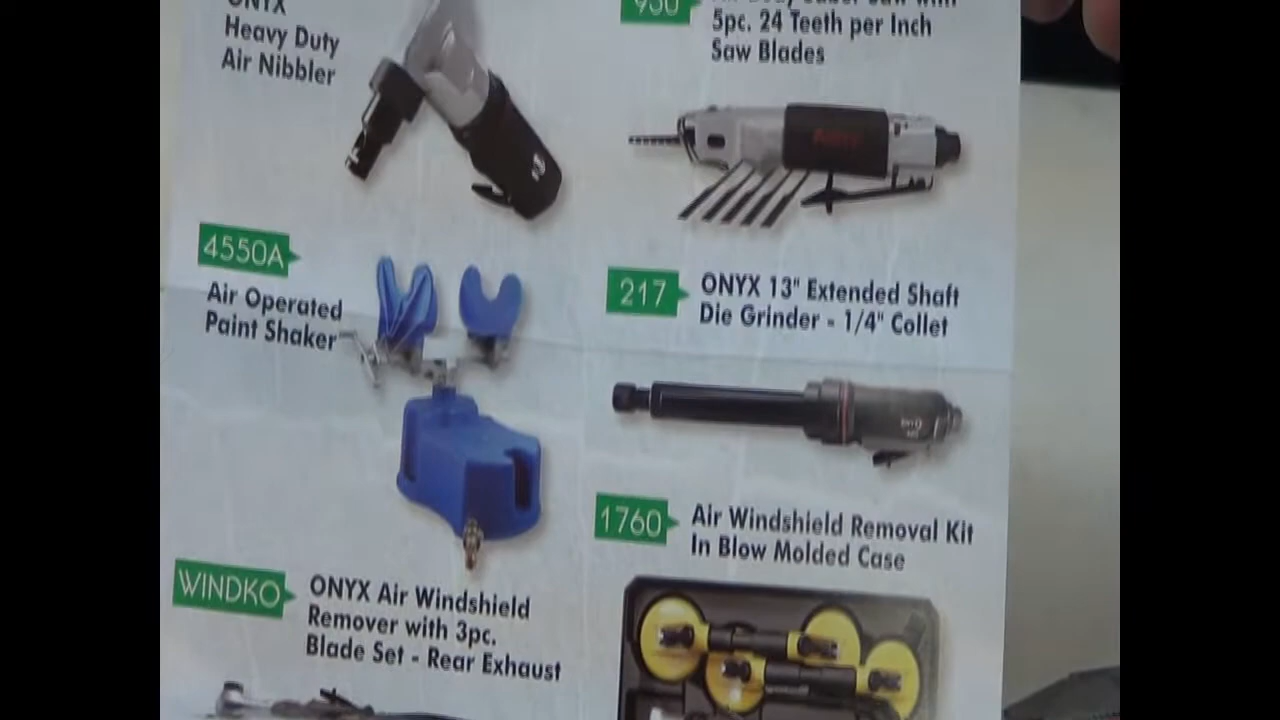 ONYX
Heavy Duty
Air Nibbler
930
5pc. 24 Teeth per Inch
Saw Blades
4550A
Air Operated
Paint Shaker
217
ONYX 13" Extended Shaft
Die Grinder - 1/4" Collet
1760
Air Windshield Removal Kit
In Blow Molded Case
WINDKO
ONYX Air Windshield
Remover with 3pc.
Blade Set - Rear Exhaust